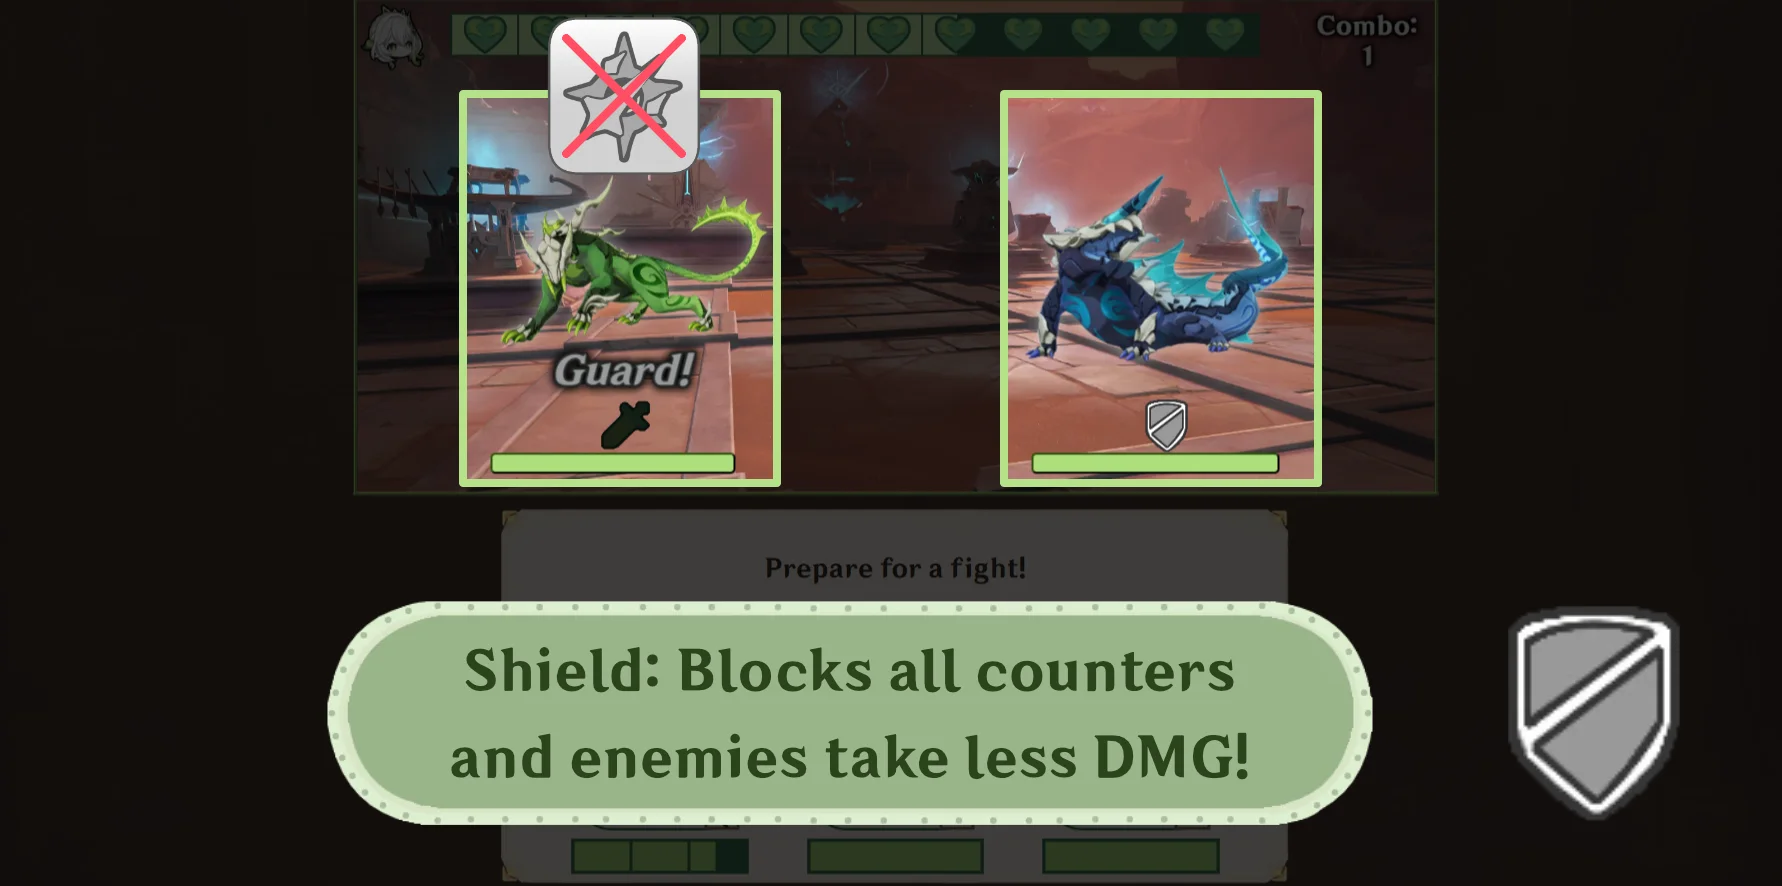 Combo:
1
Guard!
Prepare for a fight!
Shield: Blocks all counters
and enemies take less DMG!